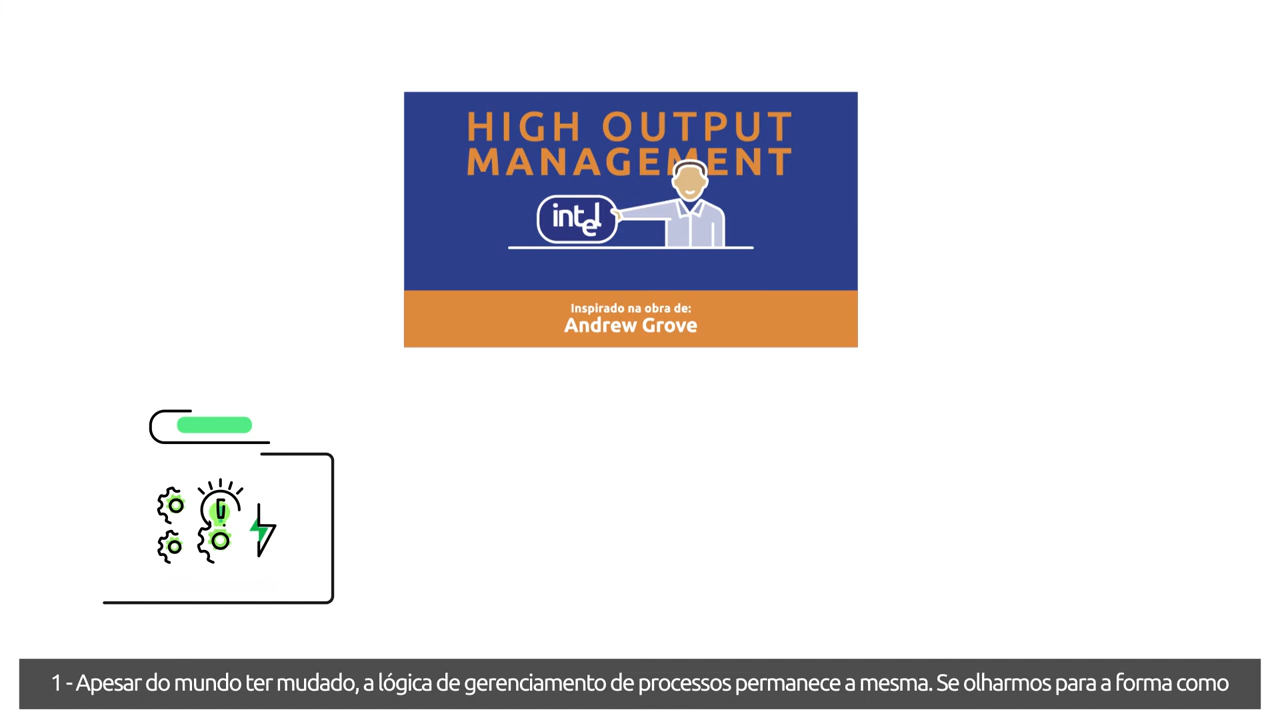 HIGH OUTPUT
MANAGEMENT
intel
Inspirado na obra de:
Andrew Grove
1 - Apesar do mundo ter mudado, a lógica de gerenciamento de processos permanece a mesma. Se olharmos para a forma como